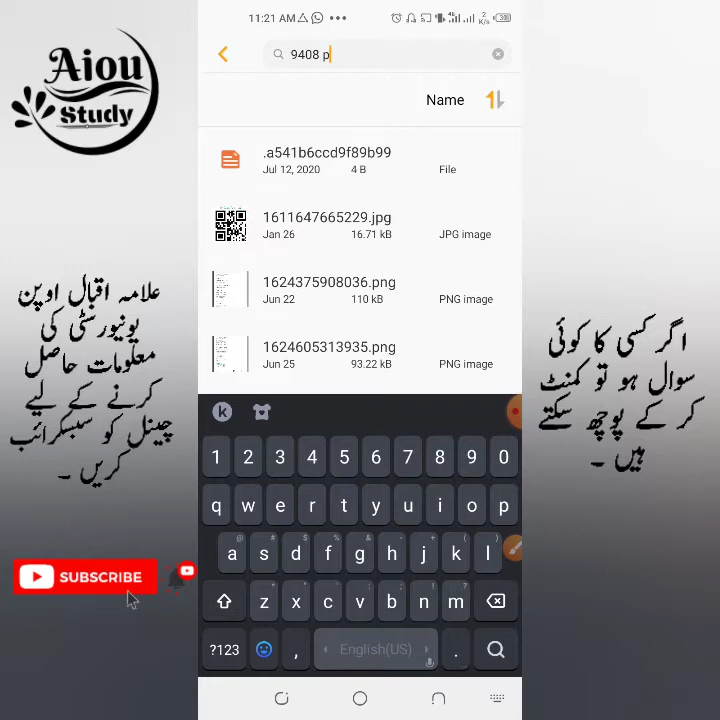 Aiou
Study
علامہ اقبال اوپن
یونیورسٹی کی
معلومات حاصل
کرنے کے لیے
چینل کو سبسکرائب
کریں ۔
SUBSCRIBE
11:21 AM
4G
2
K/s
9408 p
Name
.a541b6ccd9f89b99
Jul 12, 2020 4 B File
1611647665229.jpg
Jan 26 16.71 kB JPG image
1624375908036.png
Jun 22 110 kB PNG image
1624605313935.png
Jun 25 93.22 kB PNG image
k
1 2 3 4 5 6 7 8 9 0
q w e r t y u i o p
@ # & * - + ( )
a s d f g h j k l
z x c v b n m
?123 , English(US) .
اگر کسی کا کوئی
سوال ہو تو کمنٹ
کر کے پوچھ سکتے
ہیں ۔